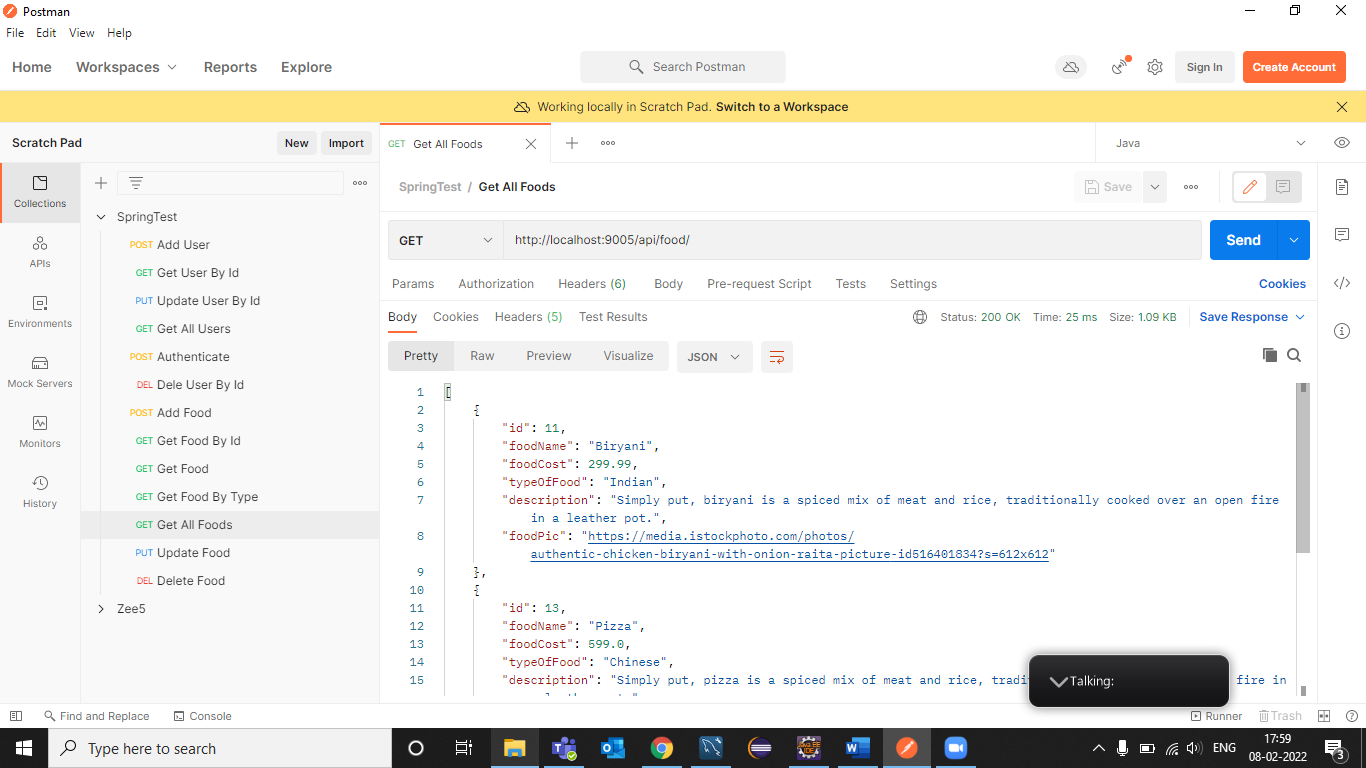 Postman
File Edit View Help
Home Workspaces Reports Explore Search Postman Sign In Create Account
Working locally in Scratch Pad. Switch to a Workspace
Scratch Pad New Import GET Get All Foods Java
Collections
APIs
Environments
Mock Servers
Monitors
History
SpringTest
POST Add User
GET Get User By Id
PUT Update User By Id
GET Get All Users
POST Authenticate
DEL Dele User By Id
POST Add Food
GET Get Food By Id
GET Get Food
GET Get Food By Type
GET Get All Foods
PUT Update Food
DEL Delete Food
Zee5
SpringTest / Get All Foods Save
GET http://localhost:9005/api/food/ Send
Params Authorization Headers (6) Body Pre-request Script Tests Settings Cookies
Body Cookies Headers (5) Test Results Status: 200 OK Time: 25 ms Size: 1.09 KB Save Response
Pretty Raw Preview Visualize JSON
1 [
2 {
3 "id": 11,
4 "foodName": "Biryani",
5 "foodCost": 299.99,
6 "typeOfFood": "Indian",
7 "description": "Simply put, biryani is a spiced mix of meat and rice, traditionally cooked over an open fire
in a leather pot.",
8 "foodPic": "https://media.istockphoto.com/photos/
authentic-chicken-biryani-with-onion-raita-picture-id516401834?s=612x612"
9 },
10 {
11 "id": 13,
12 "foodName": "Pizza",
13 "foodCost": 599.0,
14 "typeOfFood": "Chinese",
15 "description": "Simply put, pizza is a spiced mix of meat and rice, fire in
Talking:
Find and Replace Console Runner Trash
Type here to search ENG 17:59
08-02-2022 3